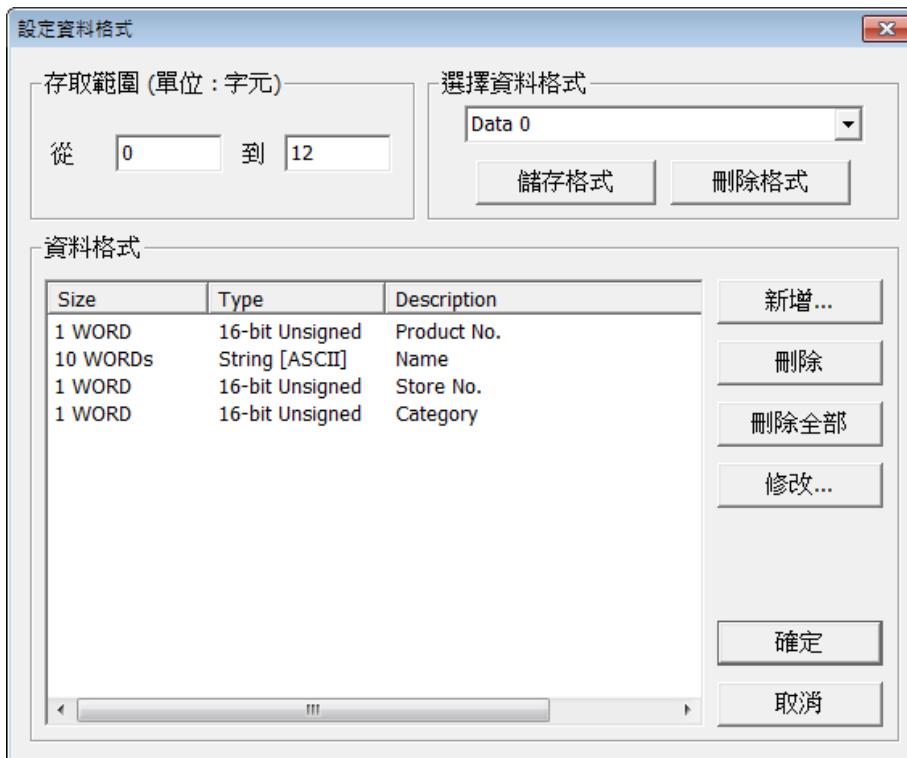 設定資料格式
存取範圍 (單位 : 字元)
從 0 到 12
選擇資料格式
Data 0
儲存格式 刪除格式
資料格式
Size Type Description
1 WORD 16-bit Unsigned Product No.
10 WORDs String [ASCII] Name
1 WORD 16-bit Unsigned Store No.
1 WORD 16-bit Unsigned Category
新增...
刪除
刪除全部
修改...
確定
取消